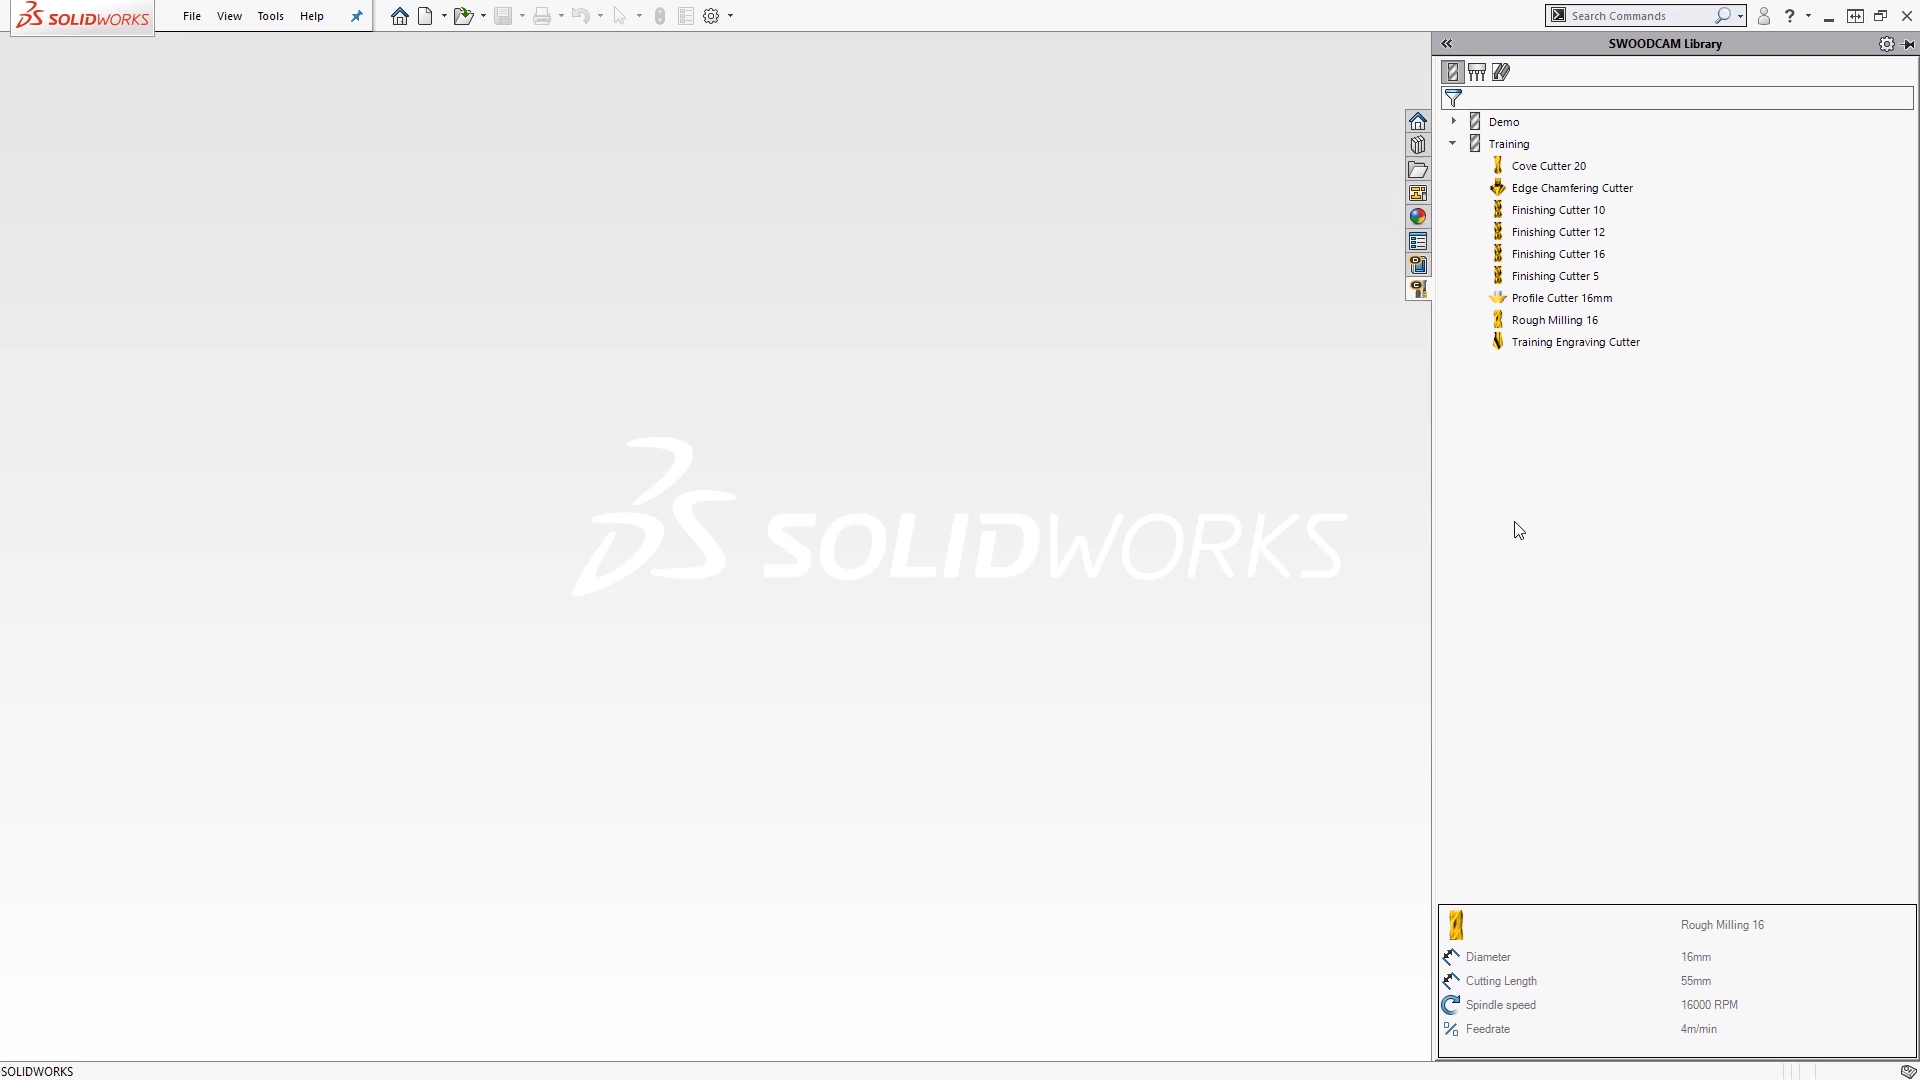 SOLIDWORKS File View Tools Help Search Commands ?
SWOODCAM Library
Demo
Training
Cove Cutter 20
Edge Chamfering Cutter
Finishing Cutter 10
Finishing Cutter 12
Finishing Cutter 16
Finishing Cutter 5
Profile Cutter 16mm
Rough Milling 16
Training Engraving Cutter
SOLIDWORKS
Rough Milling 16
Diameter 16mm
Cutting Length 55mm
Spindle speed 16000 RPM
Feedrate 4m/min
SOLIDWORKS